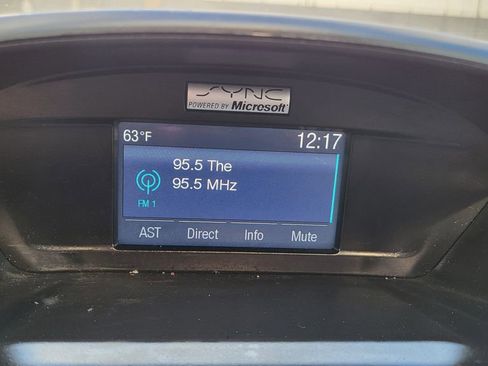 SYNC
POWERED BY Microsoft
63°F 12:17
95.5 The
95.5 MHz
FM 1
AST Direct Info Mute